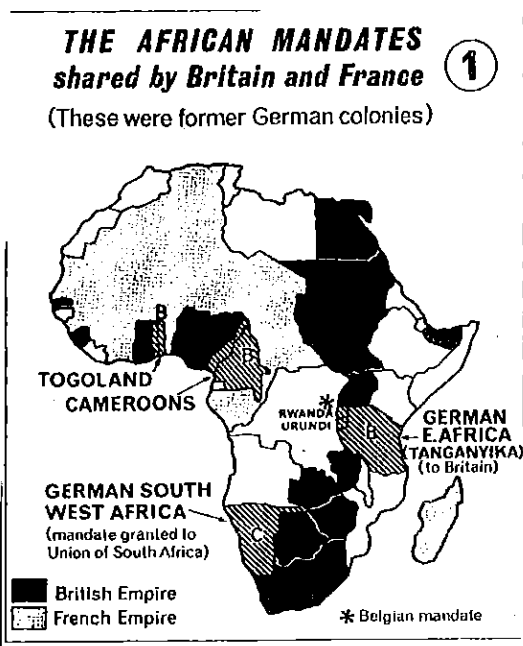 THE AFRICAN MANDATES
shared by Britain and France
1
(These were former German colonies)
B
B
TOGOLAND
CAMEROONS
*
RWANDA
URUNDI
B
B
GERMAN
E.AFRICA
(TANGANYIKA)
(to Britain)
GERMAN SOUTH
WEST AFRICA
(mandate granted to
Union of South Africa)
C
British Empire
French Empire
* Belgian mandate